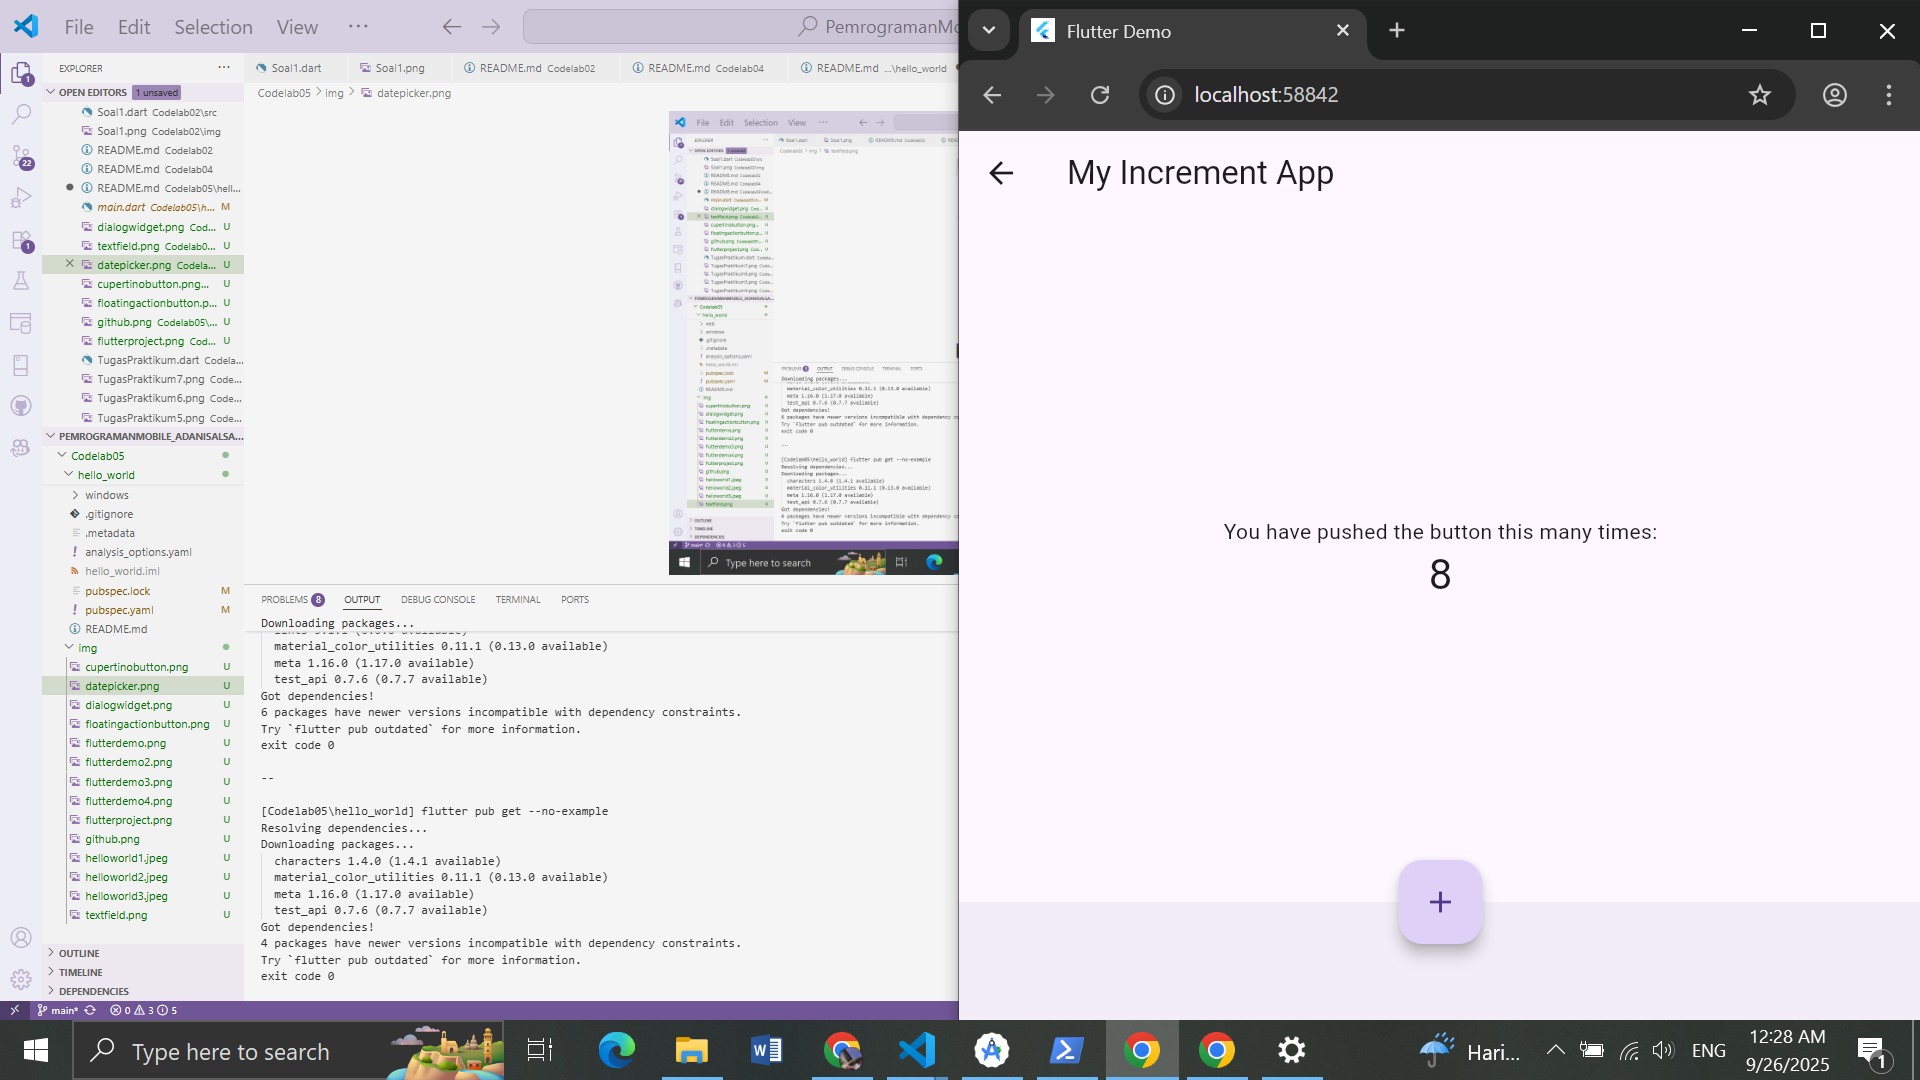 File Edit Selection View ···
PemrogramanMo
EXPLORER
OPEN EDITORS 1 unsaved
Soal1.dart Codelab02\src
Soal1.png Codelab02\img
README.md Codelab02
README.md Codelab04
README.md Codelab05\hell...
main.dart Codelab05\h... M
dialogwidget.png Cod... U
textfield.png Codelab0... U
datepicker.png Codela... U
cupertinobutton.png... U
floatingactionbutton.p... U
github.png Codelab05\... U
flutterproject.png Cod... U
TugasPraktikum.dart Codela...
TugasPraktikum7.png Code...
TugasPraktikum6.png Code...
TugasPraktikum5.png Code...
PEMROGRAMANMOBILE_ADANISALSA...
Codelab05
hello_world
windows
.gitignore
.metadata
analysis_options.yaml
hello_world.iml
pubspec.lock M
pubspec.yaml M
README.md
img
cupertinobutton.png U
datepicker.png U
dialogwidget.png U
floatingactionbutton.png U
flutterdemo.png U
flutterdemo2.png U
flutterdemo3.png U
flutterdemo4.png U
flutterproject.png U
github.png U
helloworld1.jpeg U
helloworld2.jpeg U
helloworld3.jpeg U
textfield.png U
OUTLINE
TIMELINE
DEPENDENCIES
1
22
1
Soal1.dart
Soal1.png
README.md Codelab02
README.md Codelab04
README.md ...\hello_world
Codelab05 > img > datepicker.png
File Edit Selection View ···
Type here to search
PROBLEMS 8 OUTPUT DEBUG CONSOLE TERMINAL PORTS
Downloading packages...
material_color_utilities 0.11.1 (0.13.0 available)
meta 1.16.0 (1.17.0 available)
test_api 0.7.6 (0.7.7 available)
Got dependencies!
6 packages have newer versions incompatible with dependency constraints.
Try `flutter pub outdated` for more information.
exit code 0
--
[Codelab05\hello_world] flutter pub get --no-example
Resolving dependencies...
Downloading packages...
characters 1.4.0 (1.4.1 available)
material_color_utilities 0.11.1 (0.13.0 available)
meta 1.16.0 (1.17.0 available)
test_api 0.7.6 (0.7.7 available)
Got dependencies!
4 packages have newer versions incompatible with dependency constraints.
Try `flutter pub outdated` for more information.
exit code 0
main* 0 3 5
Flutter Demo
localhost:58842
My Increment App
You have pushed the button this many times:
8
+
Type here to search
Hari...
ENG
12:28 AM
9/26/2025
1